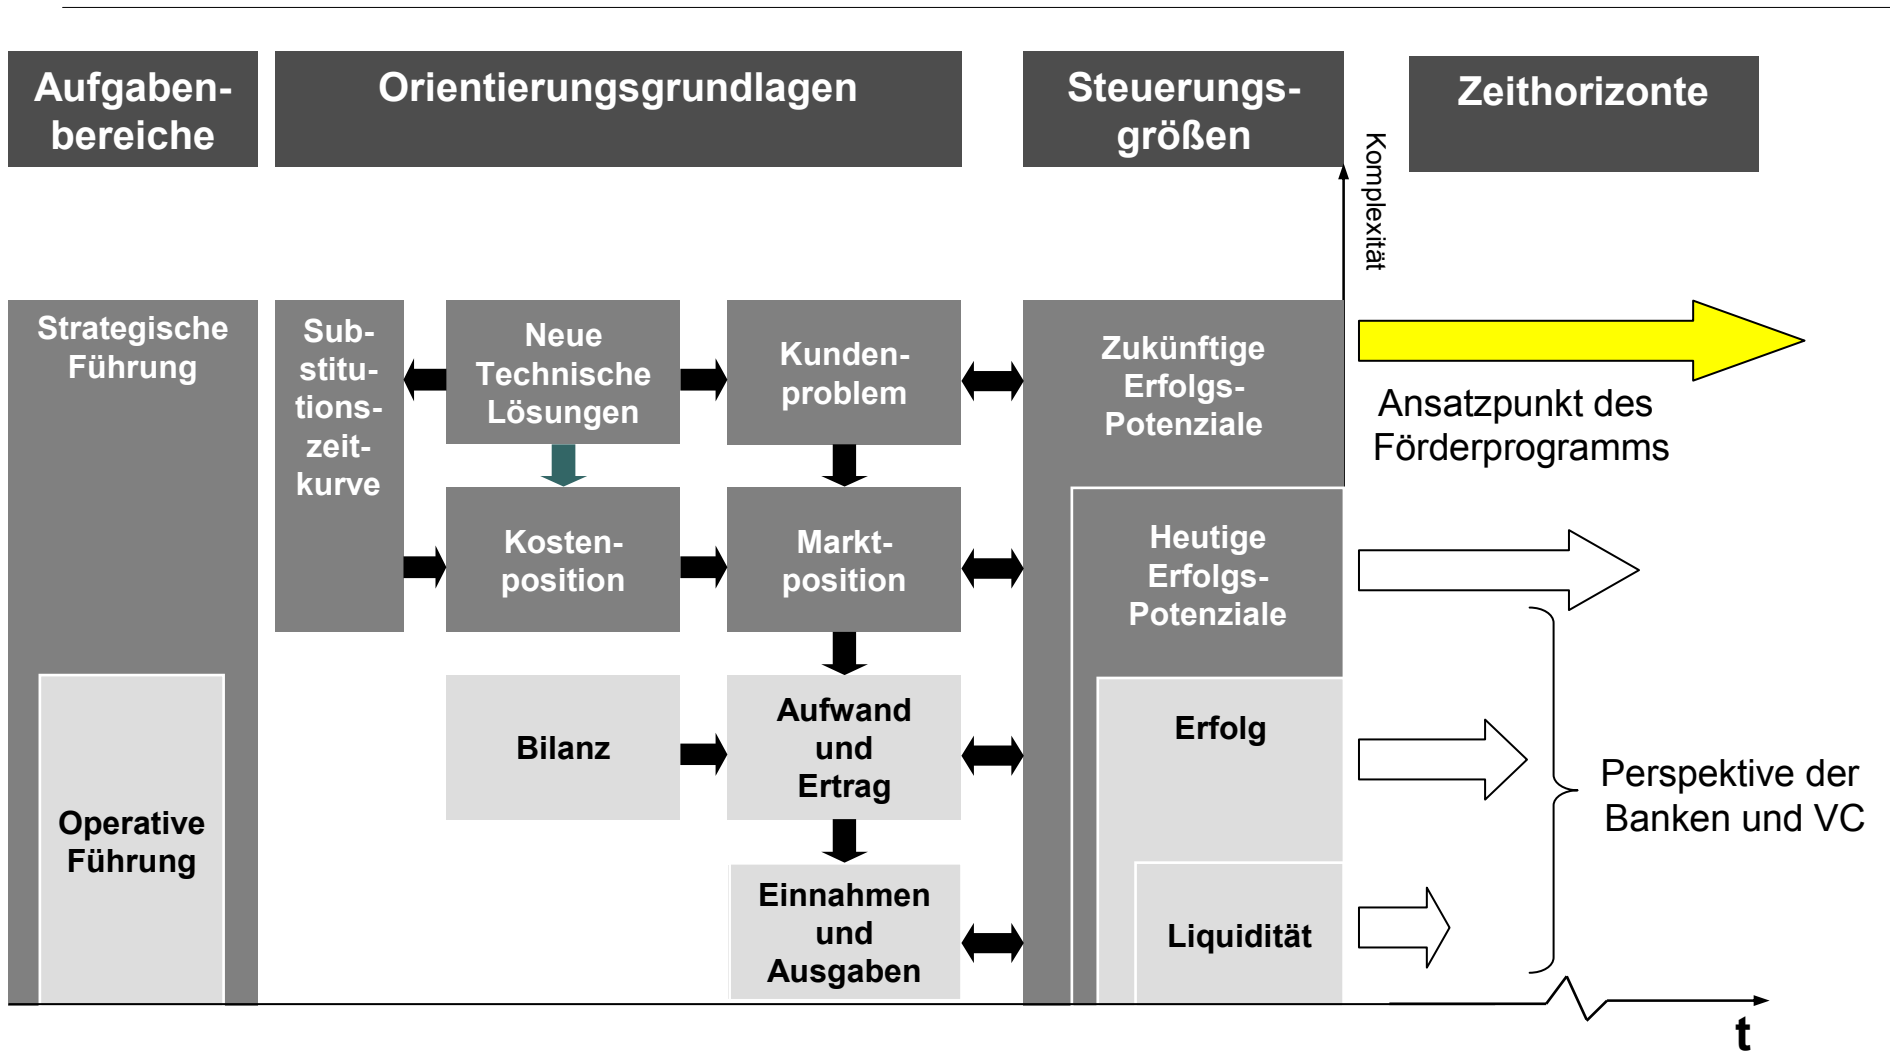 Aufgaben-
bereiche
Orientierungsgrundlagen
Steuerungs-
größen
Zeithorizonte
Komplexität
Strategische
Führung
Sub-
stitu-
tions-
zeit-
kurve
Neue
Technische
Lösungen
Kunden-
problem
Zukünftige
Erfolgs-
Potenziale
Ansatzpunkt des
Förderprogramms
Kosten-
position
Markt-
position
Heutige
Erfolgs-
Potenziale
Bilanz
Aufwand
und
Ertrag
Erfolg
Perspektive der
Banken und VC
Operative
Führung
Einnahmen
und
Ausgaben
Liquidität
t